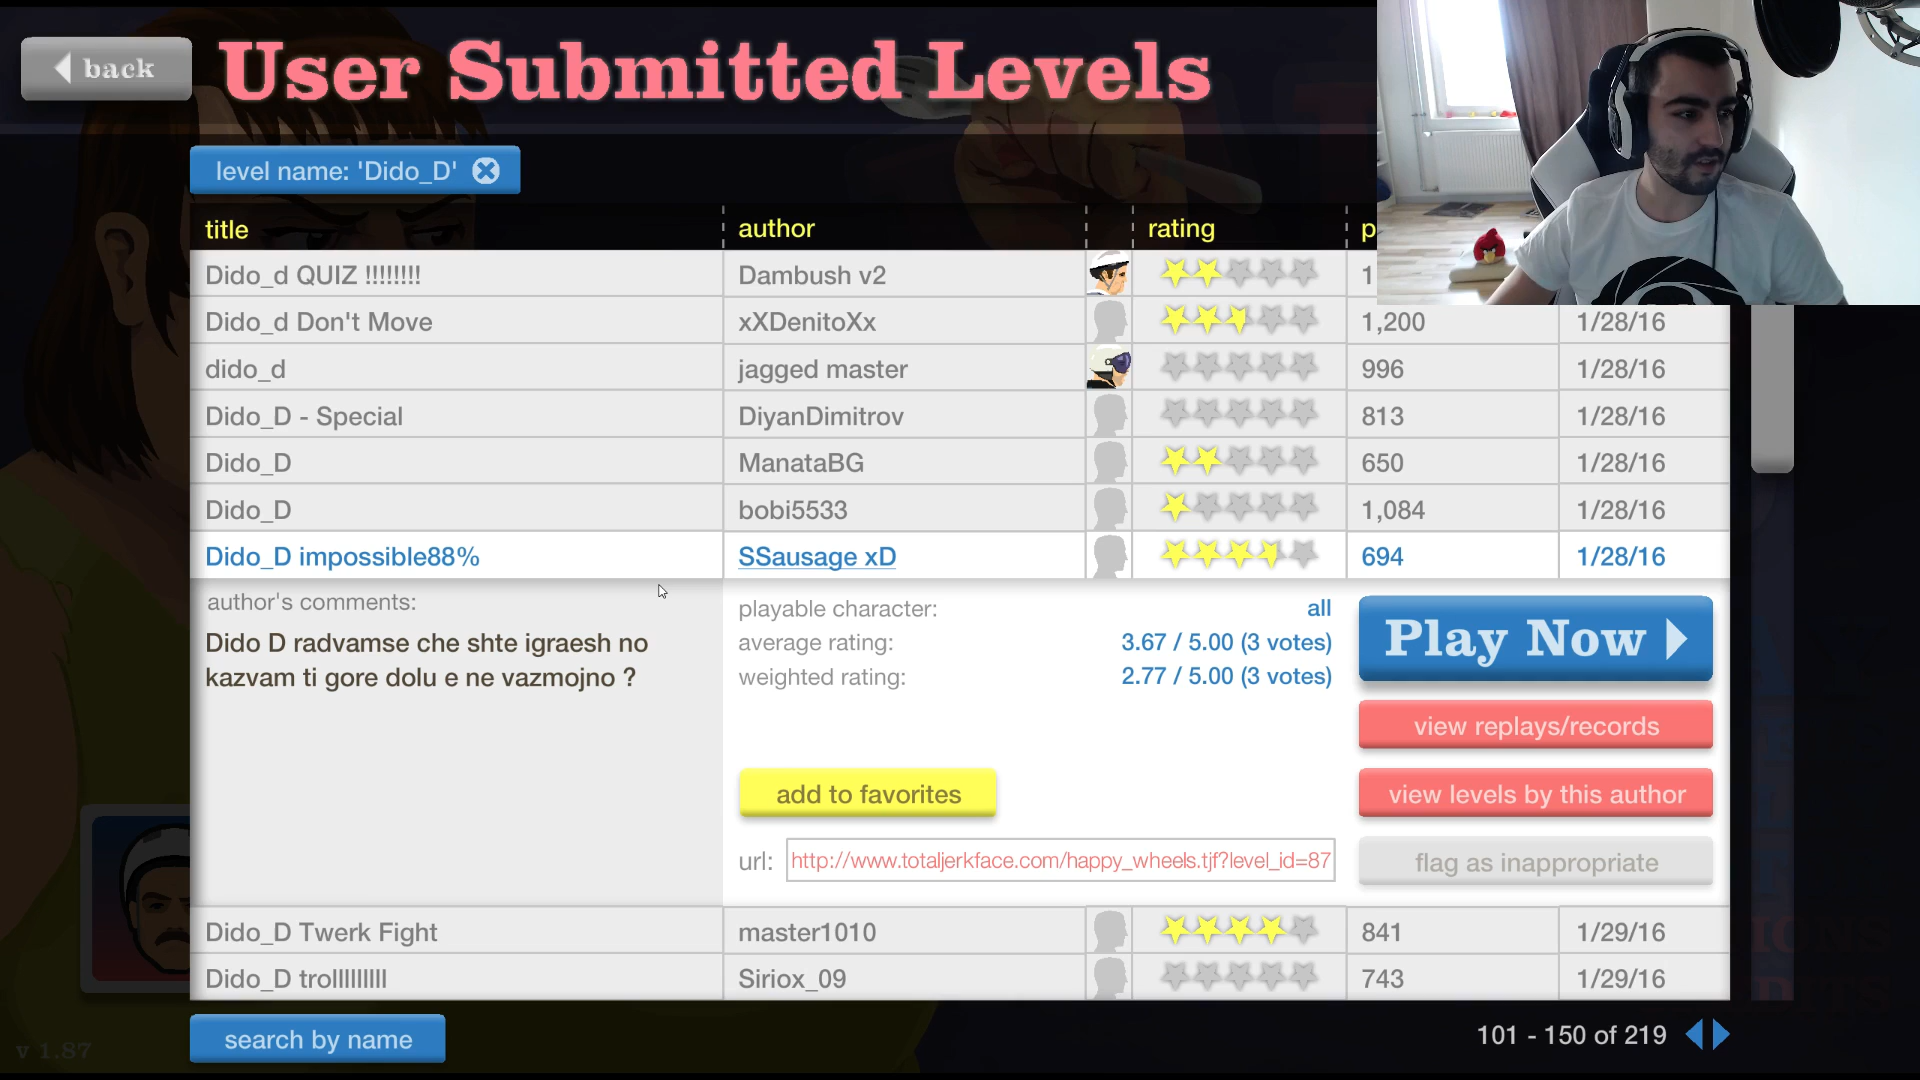 back
User Submitted Levels
level name: 'Dido_D'
title author rating p
Dido_d QUIZ !!!!!!!! Dambush v2 1
Dido_d Don't Move xXDenitoXx 1,200 1/28/16
dido_d jagged master 996 1/28/16
Dido_D - Special DiyanDimitrov 813 1/28/16
Dido_D ManataBG 650 1/28/16
Dido_D bobi5533 1,084 1/28/16
Dido_D impossible88% SSausage xD 694 1/28/16
author's comments:
Dido D radvamse che shte igraesh no
kazvam ti gore dolu e ne vazmojno ?
playable character: all
average rating: 3.67 / 5.00 (3 votes)
weighted rating: 2.77 / 5.00 (3 votes)
Play Now
view replays/records
add to favorites
view levels by this author
url: http://www.totaljerkface.com/happy_wheels.tjf?level_id=87
flag as inappropriate
Dido_D Twerk Fight master1010 841 1/29/16
Dido_D trolllllllll Siriox_09 743 1/29/16
search by name
101 - 150 of 219
v 1.87